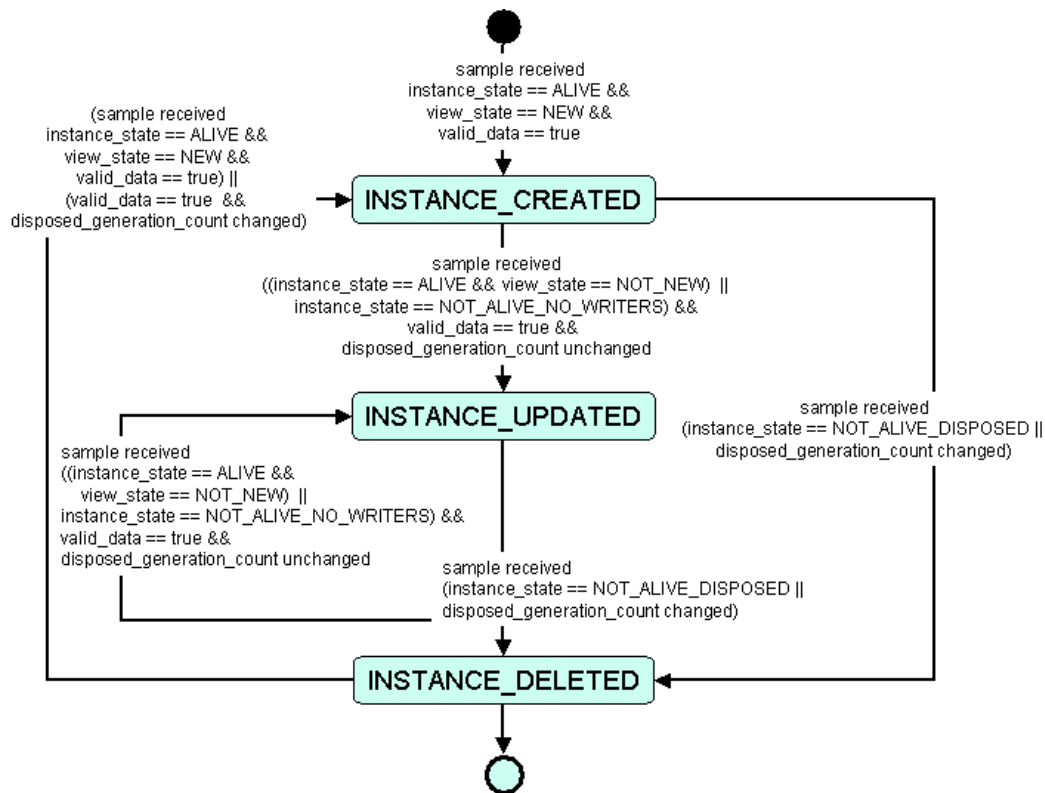 sample received
instance_state == ALIVE &&
view_state == NEW &&
valid_data == true
(sample received
instance_state == ALIVE &&
view_state == NEW &&
valid_data == true) ||
(valid_data == true &&
disposed_generation_count changed)
INSTANCE_CREATED
sample received
((instance_state == ALIVE && view_state == NOT_NEW) ||
instance_state == NOT_ALIVE_NO_WRITERS) &&
valid_data == true &&
disposed_generation_count unchanged
INSTANCE_UPDATED
sample received
(instance_state == NOT_ALIVE_DISPOSED ||
disposed_generation_count changed)
sample received
((instance_state == ALIVE &&
view_state == NOT_NEW) ||
instance_state == NOT_ALIVE_NO_WRITERS) &&
valid_data == true &&
disposed_generation_count unchanged
sample received
(instance_state == NOT_ALIVE_DISPOSED ||
disposed_generation_count changed)
INSTANCE_DELETED